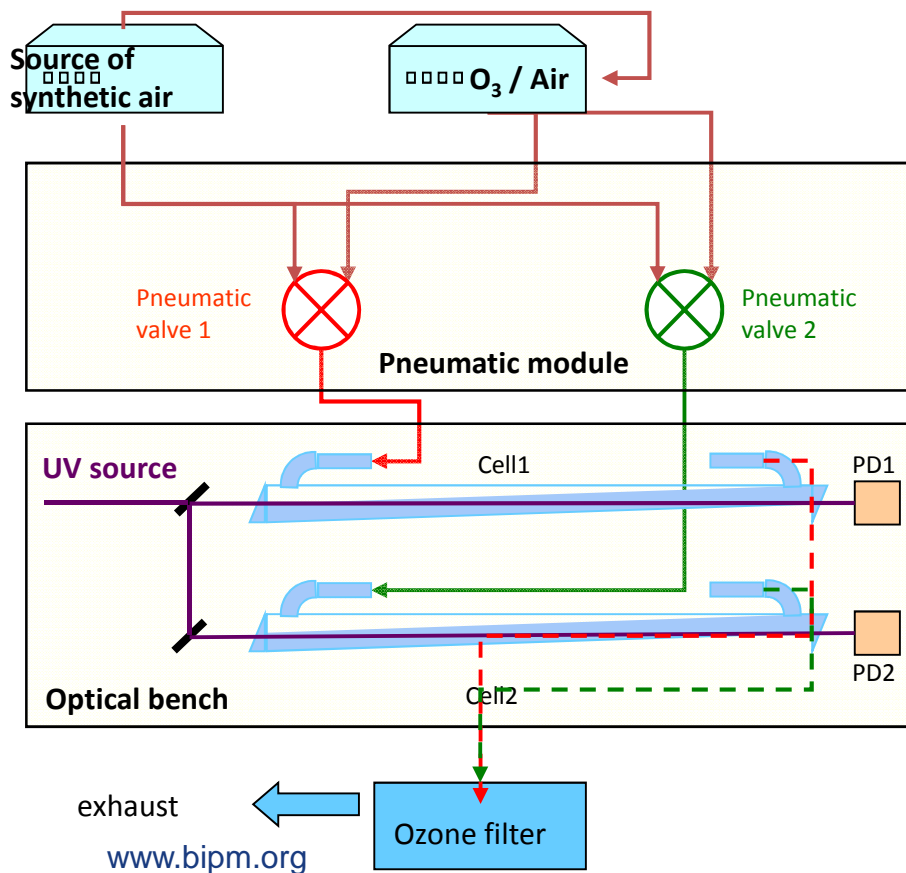 Source of
synthetic air
O₃ / Air
Pneumatic
valve 1
Pneumatic
valve 2
Pneumatic module
UV source
Cell1
PD1
PD2
Cell2
Optical bench
exhaust
Ozone filter
www.bipm.org